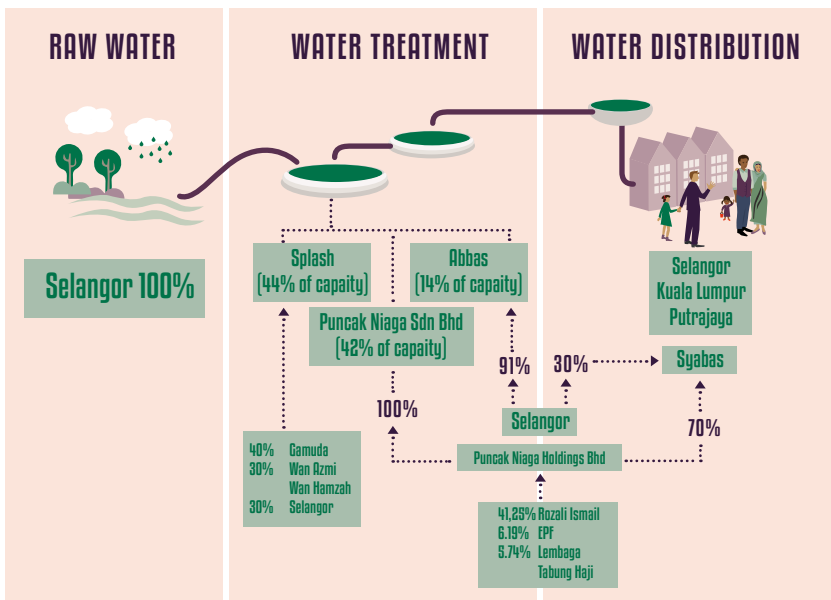 RAW WATER
WATER TREATMENT
WATER DISTRIBUTION
Selangor 100%
Splash
(44% of capaity)
Abbas
(14% of capaity)
Puncak Niaga Sdn Bhd
(42% of capaity)
Selangor
Kuala Lumpur
Putrajaya
Syabas
91%
30%
100%
70%
Selangor
Puncak Niaga Holdings Bhd
40% Gamuda
30% Wan Azmi
Wan Hamzah
30% Selangor
41,25% Rozali Ismail
6.19% EPF
5.74% Lembaga
Tabung Haji